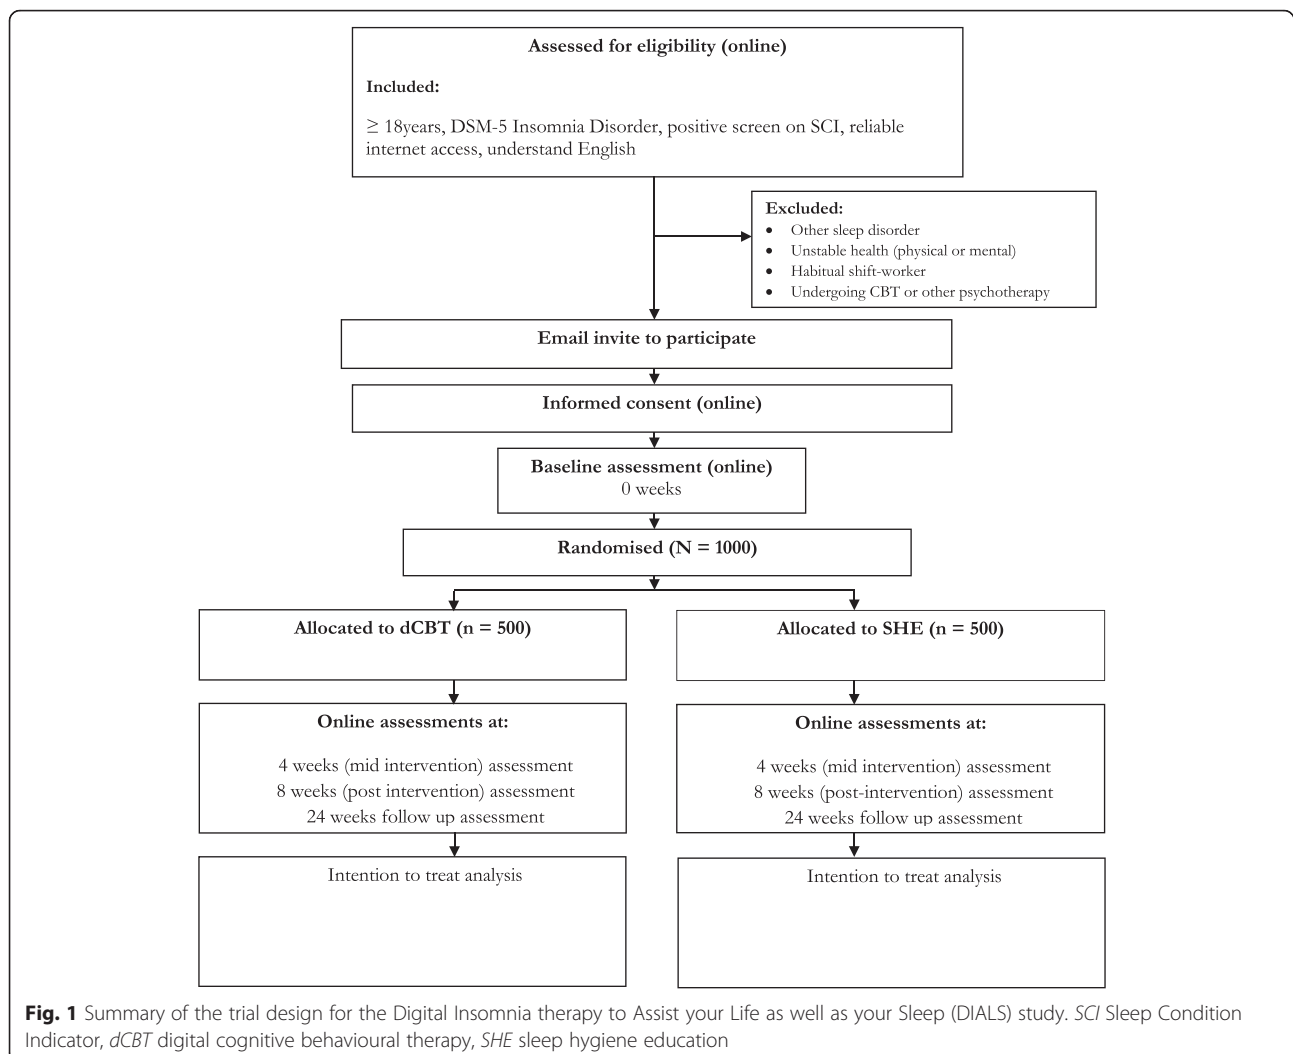 Assessed for eligibility (online)
Included:
≥ 18years, DSM-5 Insomnia Disorder, positive screen on SCI, reliable
internet access, understand English
Excluded:
• Other sleep disorder
• Unstable health (physical or mental)
• Habitual shift-worker
• Undergoing CBT or other psychotherapy
Email invite to participate
Informed consent (online)
Baseline assessment (online)
0 weeks
Randomised (N = 1000)
Allocated to dCBT (n = 500)
Allocated to SHE (n = 500)
Online assessments at:
4 weeks (mid intervention) assessment
8 weeks (post intervention) assessment
24 weeks follow up assessment
Online assessments at:
4 weeks (mid intervention) assessment
8 weeks (post-intervention) assessment
24 weeks follow up assessment
Intention to treat analysis
Intention to treat analysis
Fig. 1 Summary of the trial design for the Digital Insomnia therapy to Assist your Life as well as your Sleep (DIALS) study. SCI Sleep Condition
Indicator, dCBT digital cognitive behavioural therapy, SHE sleep hygiene education